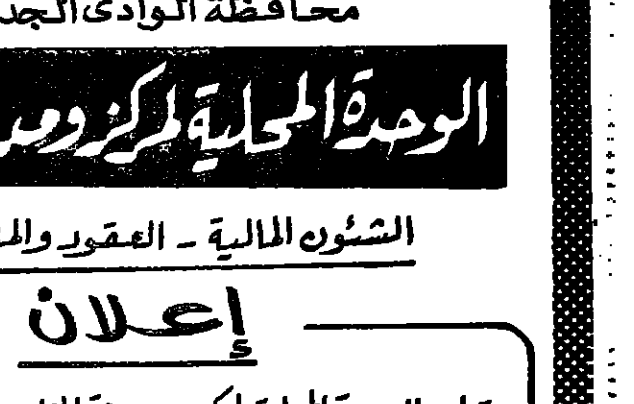 محافظة الوادى الجد
الوحدة المحلية لمركز ومد
الشئون المالية - العقود والم
إعلان